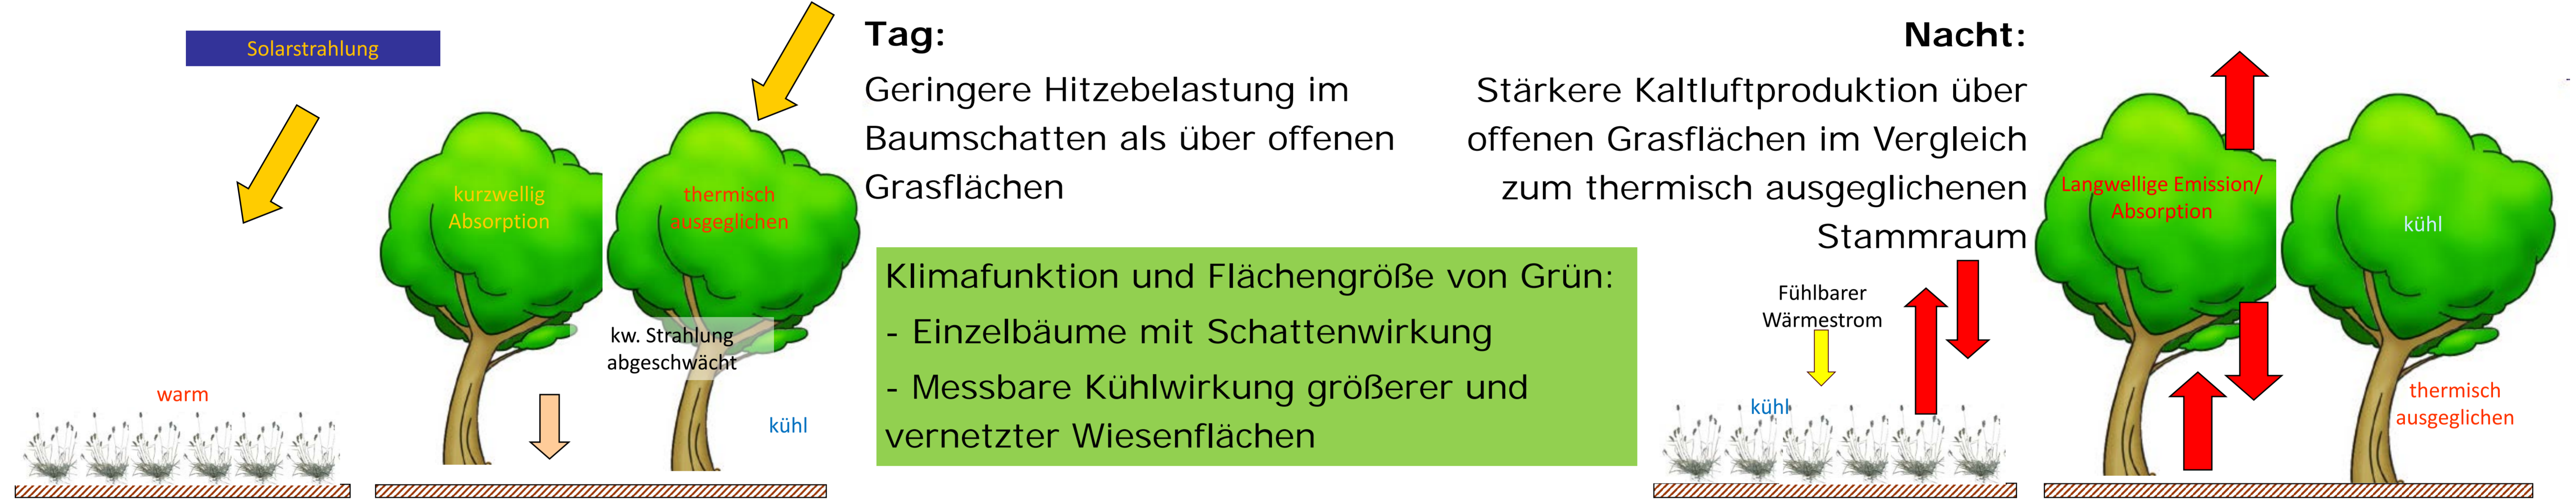 Solarstrahlung
kurzwellig
Absorption
thermisch
ausgeglichen
kw. Strahlung
abgeschwächt
warm
kühl
Tag:
Geringere Hitzebelastung im
Baumschatten als über offenen
Grasflächen
Nacht:
Stärkere Kaltluftproduktion über
offenen Grasflächen im Vergleich
zum thermisch ausgeglichenen
Stammraum
Klimafunktion und Flächengröße von Grün:
- Einzelbäume mit Schattenwirkung
- Messbare Kühlwirkung größerer und
vernetzter Wiesenflächen
Fühlbarer
Wärmestrom
kühl
Langwellige Emission/
Absorption
kühl
thermisch
ausgeglichen